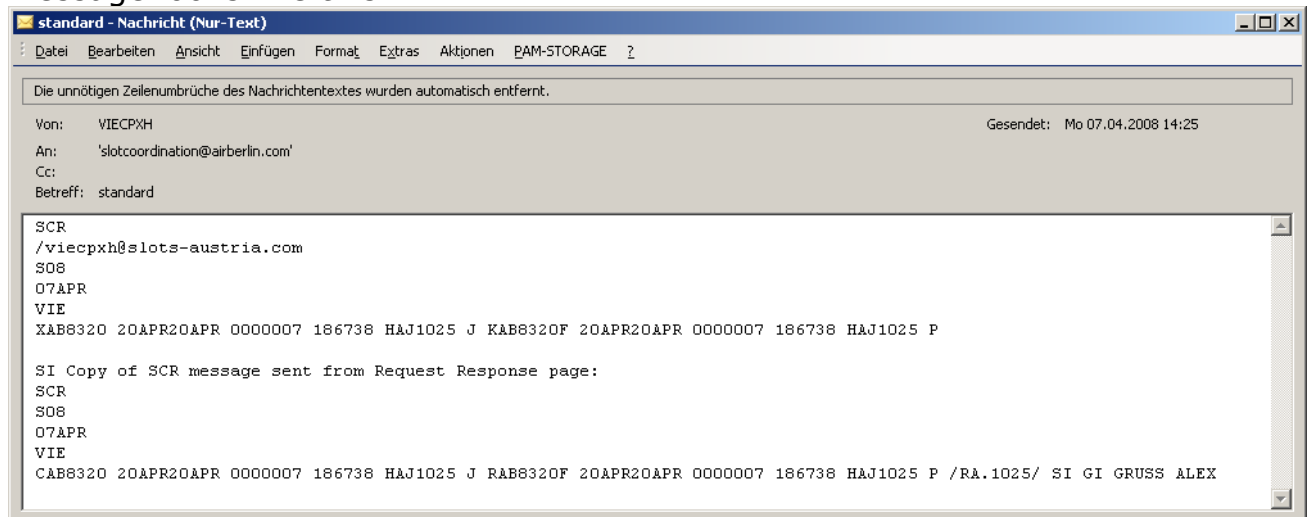 standard - Nachricht (Nur-Text)
Datei Bearbeiten Ansicht Einfügen Format Extras Aktionen PAM-STORAGE ?
Die unnötigen Zeilenumbrüche des Nachrichtentextes wurden automatisch entfernt.
Von: VIECPXH Gesendet: Mo 07.04.2008 14:25
An: 'slotcoordination@airberlin.com'
Cc:
Betreff: standard
SCR
/viecpxh@slots-austria.com
S08
07APR
VIE
XAB8320 20APR20APR 0000007 186738 HAJ1025 J KAB8320F 20APR20APR 0000007 186738 HAJ1025 P
SI Copy of SCR message sent from Request Response page:
SCR
S08
07APR
VIE
CAB8320 20APR20APR 0000007 186738 HAJ1025 J RAB8320F 20APR20APR 0000007 186738 HAJ1025 P /RA.1025/ SI GI GRUSS ALEX